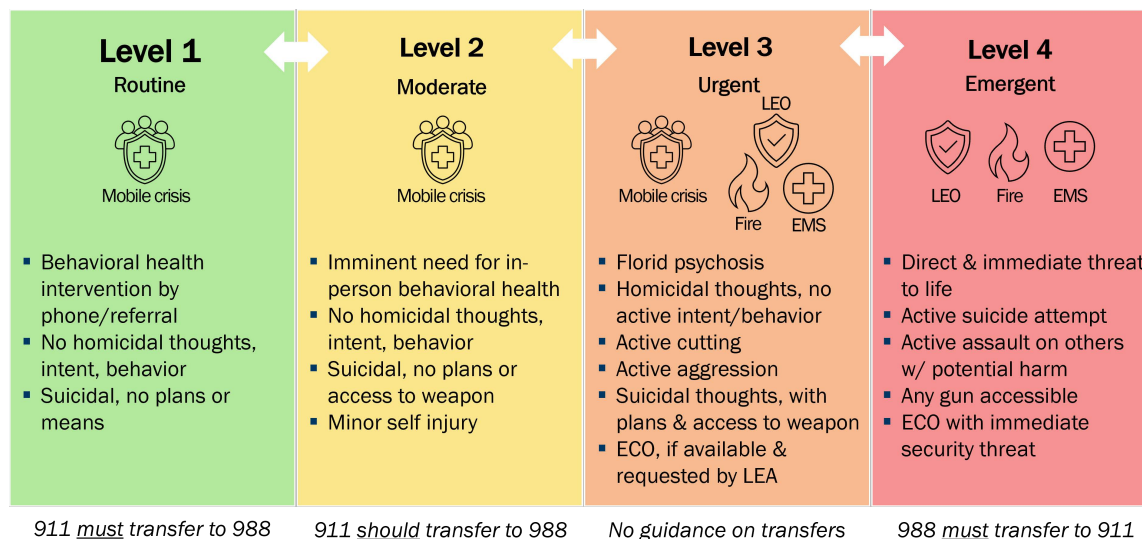 Level 1
Routine
Mobile crisis
▪ Behavioral health
intervention by
phone/referral
▪ No homicidal thoughts,
intent, behavior
▪ Suicidal, no plans or
means
911 must transfer to 988
Level 2
Moderate
Mobile crisis
▪ Imminent need for in-
person behavioral health
▪ No homicidal thoughts,
intent, behavior
▪ Suicidal, no plans or
access to weapon
▪ Minor self injury
911 should transfer to 988
Level 3
Urgent
Mobile crisis
LEO
Fire
EMS
▪ Florid psychosis
▪ Homicidal thoughts, no
active intent/behavior
▪ Active cutting
▪ Active aggression
▪ Suicidal thoughts, with
plans & access to weapon
▪ ECO, if available &
requested by LEA
No guidance on transfers
Level 4
Emergent
LEO
Fire
EMS
▪ Direct & immediate threat
to life
▪ Active suicide attempt
▪ Active assault on others
w/ potential harm
▪ Any gun accessible
▪ ECO with immediate
security threat
988 must transfer to 911